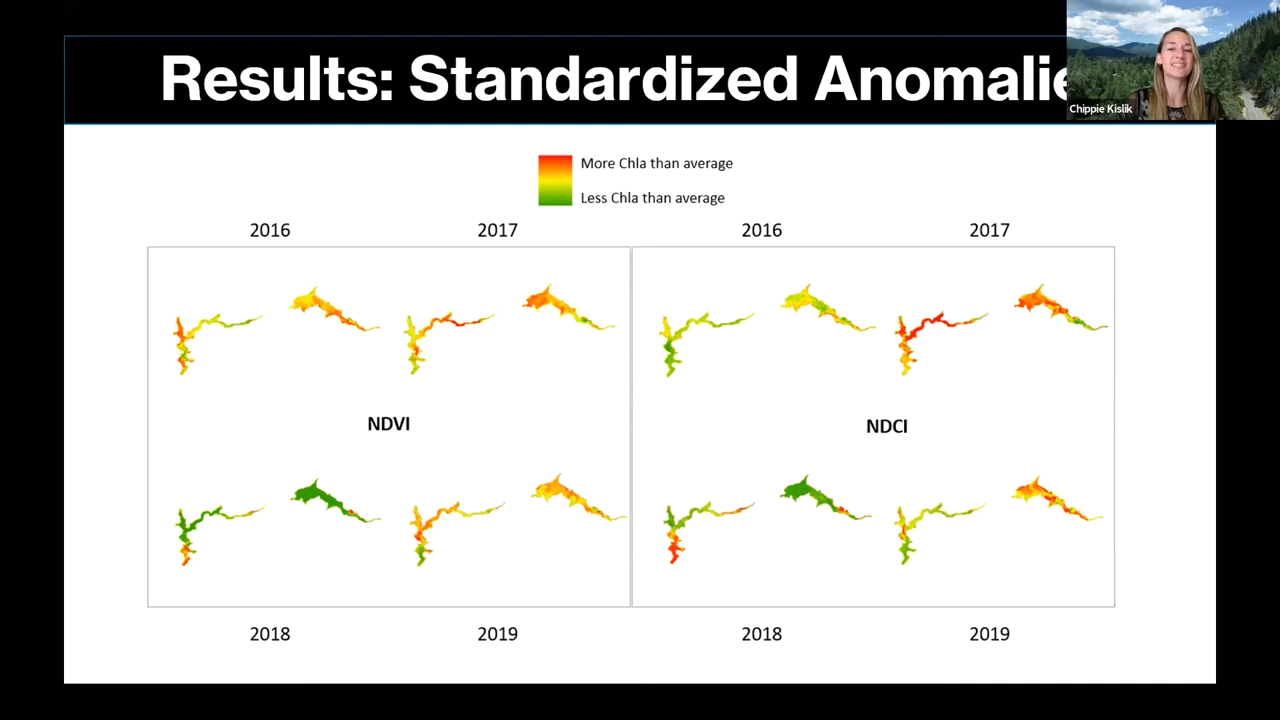 Results: Standardized Anomalie
Chippie Kislik
More Chla than average
Less Chla than average
2016 2017 2016 2017
NDVI NDCI
2018 2019 2018 2019